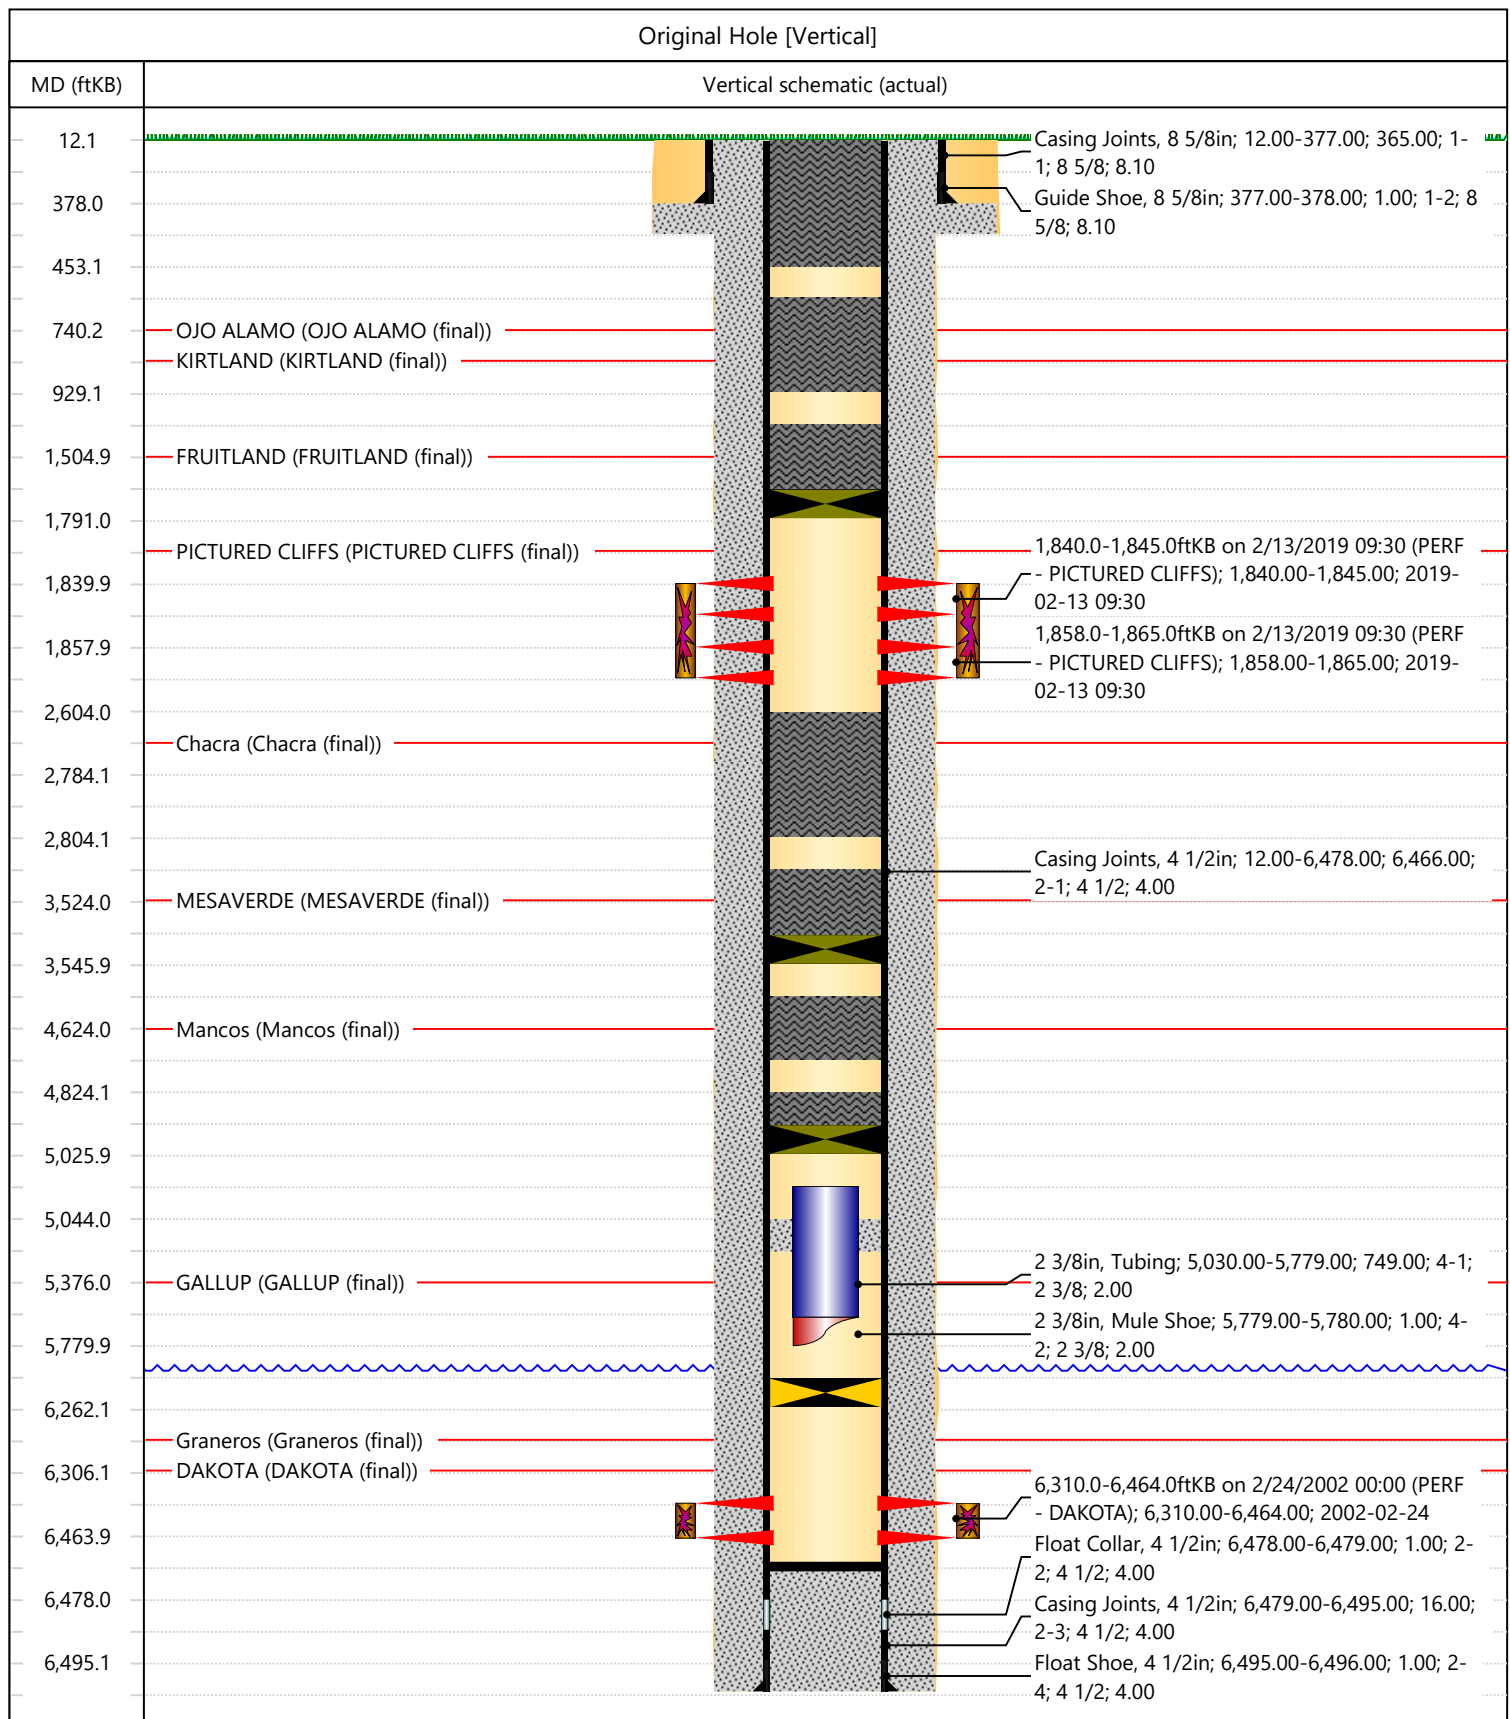 Original Hole [Vertical]
MD (ftKB)
Vertical schematic (actual)
12.1
Casing Joints, 8 5/8in; 12.00-377.00; 365.00; 1-
1; 8 5/8; 8.10
378.0
Guide Shoe, 8 5/8in; 377.00-378.00; 1.00; 1-2; 8
5/8; 8.10
453.1
740.2
OJO ALAMO (OJO ALAMO (final))
KIRTLAND (KIRTLAND (final))
929.1
1,504.9
FRUITLAND (FRUITLAND (final))
1,791.0
PICTURED CLIFFS (PICTURED CLIFFS (final))
1,840.0-1,845.0ftKB on 2/13/2019 09:30 (PERF
- PICTURED CLIFFS); 1,840.00-1,845.00; 2019-
02-13 09:30
1,839.9
1,858.0-1,865.0ftKB on 2/13/2019 09:30 (PERF
- PICTURED CLIFFS); 1,858.00-1,865.00; 2019-
02-13 09:30
1,857.9
2,604.0
Chacra (Chacra (final))
2,784.1
2,804.1
Casing Joints, 4 1/2in; 12.00-6,478.00; 6,466.00;
2-1; 4 1/2; 4.00
3,524.0
MESAVERDE (MESAVERDE (final))
3,545.9
4,624.0
Mancos (Mancos (final))
4,824.1
5,025.9
5,044.0
2 3/8in, Tubing; 5,030.00-5,779.00; 749.00; 4-1;
2 3/8; 2.00
5,376.0
GALLUP (GALLUP (final))
2 3/8in, Mule Shoe; 5,779.00-5,780.00; 1.00; 4-
2; 2 3/8; 2.00
5,779.9
6,262.1
Graneros (Graneros (final))
6,306.1
DAKOTA (DAKOTA (final))
6,310.0-6,464.0ftKB on 2/24/2002 00:00 (PERF
- DAKOTA); 6,310.00-6,464.00; 2002-02-24
6,463.9
Float Collar, 4 1/2in; 6,478.00-6,479.00; 1.00; 2-
2; 4 1/2; 4.00
6,478.0
Casing Joints, 4 1/2in; 6,479.00-6,495.00; 16.00;
2-3; 4 1/2; 4.00
6,495.1
Float Shoe, 4 1/2in; 6,495.00-6,496.00; 1.00; 2-
4; 4 1/2; 4.00